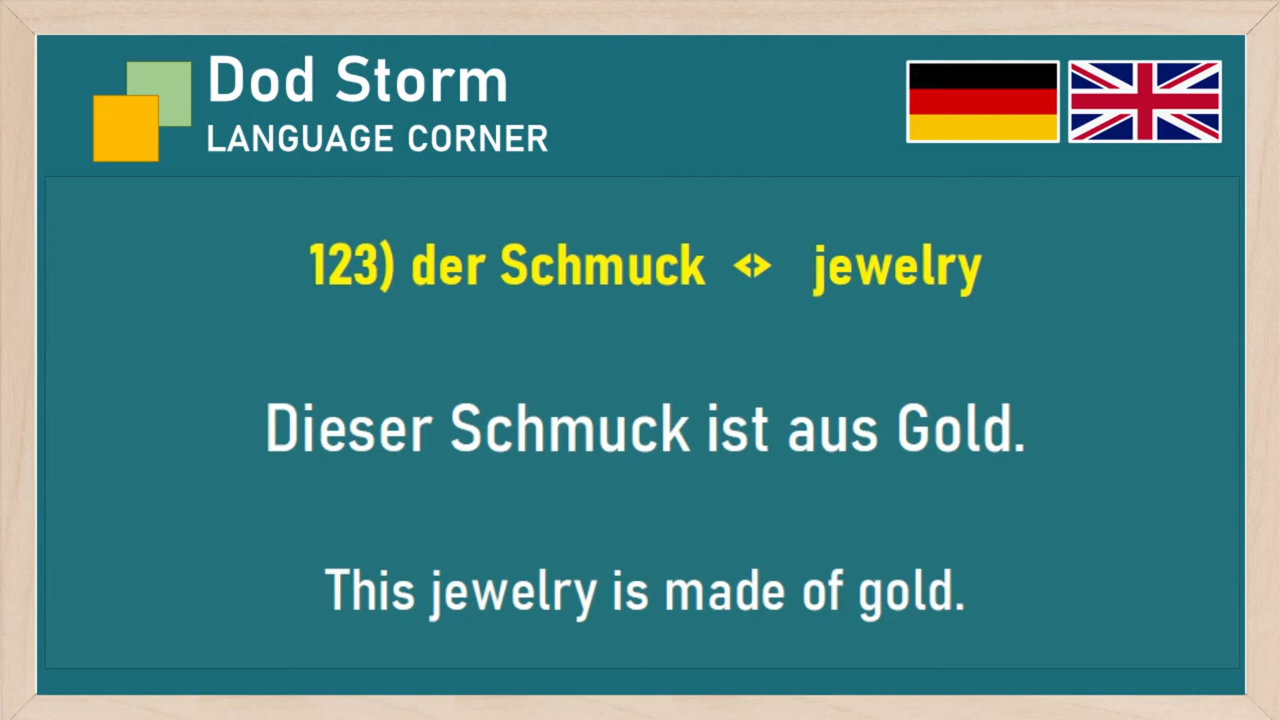 Dod Storm
LANGUAGE CORNER
123) der Schmuck <> jewelry
Dieser Schmuck ist aus Gold.
This jewelry is made of gold.